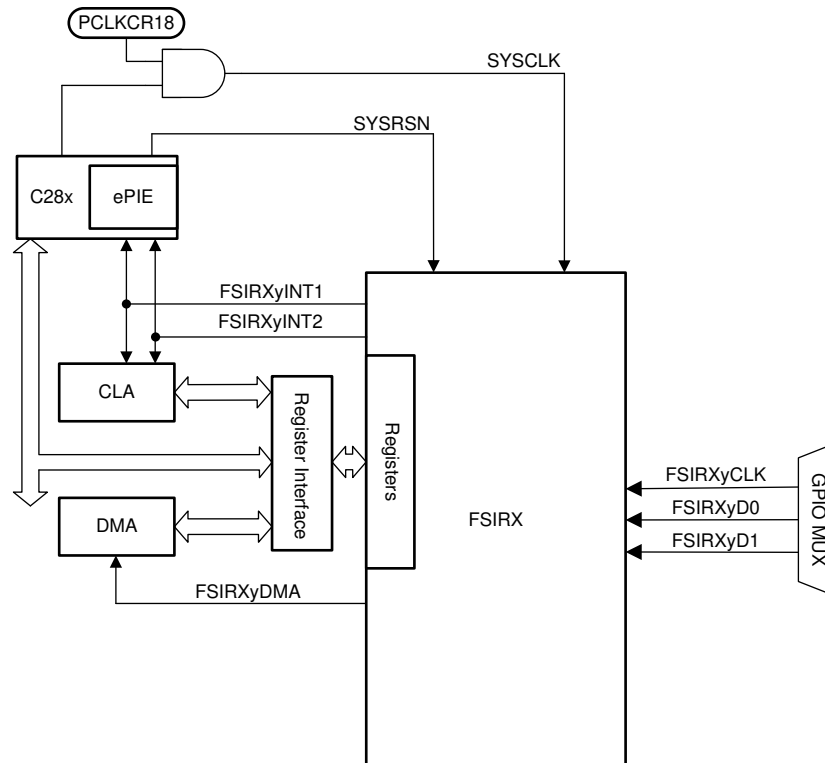 PCLKCR18
SYSCLK
SYSRSN
C28x
ePIE
FSIRXyINT1
FSIRXyINT2
CLA
Register Interface
Registers
FSIRXyCLK
GPIO MUX
FSIRXyD0
FSIRX
DMA
FSIRXyD1
FSIRXyDMA